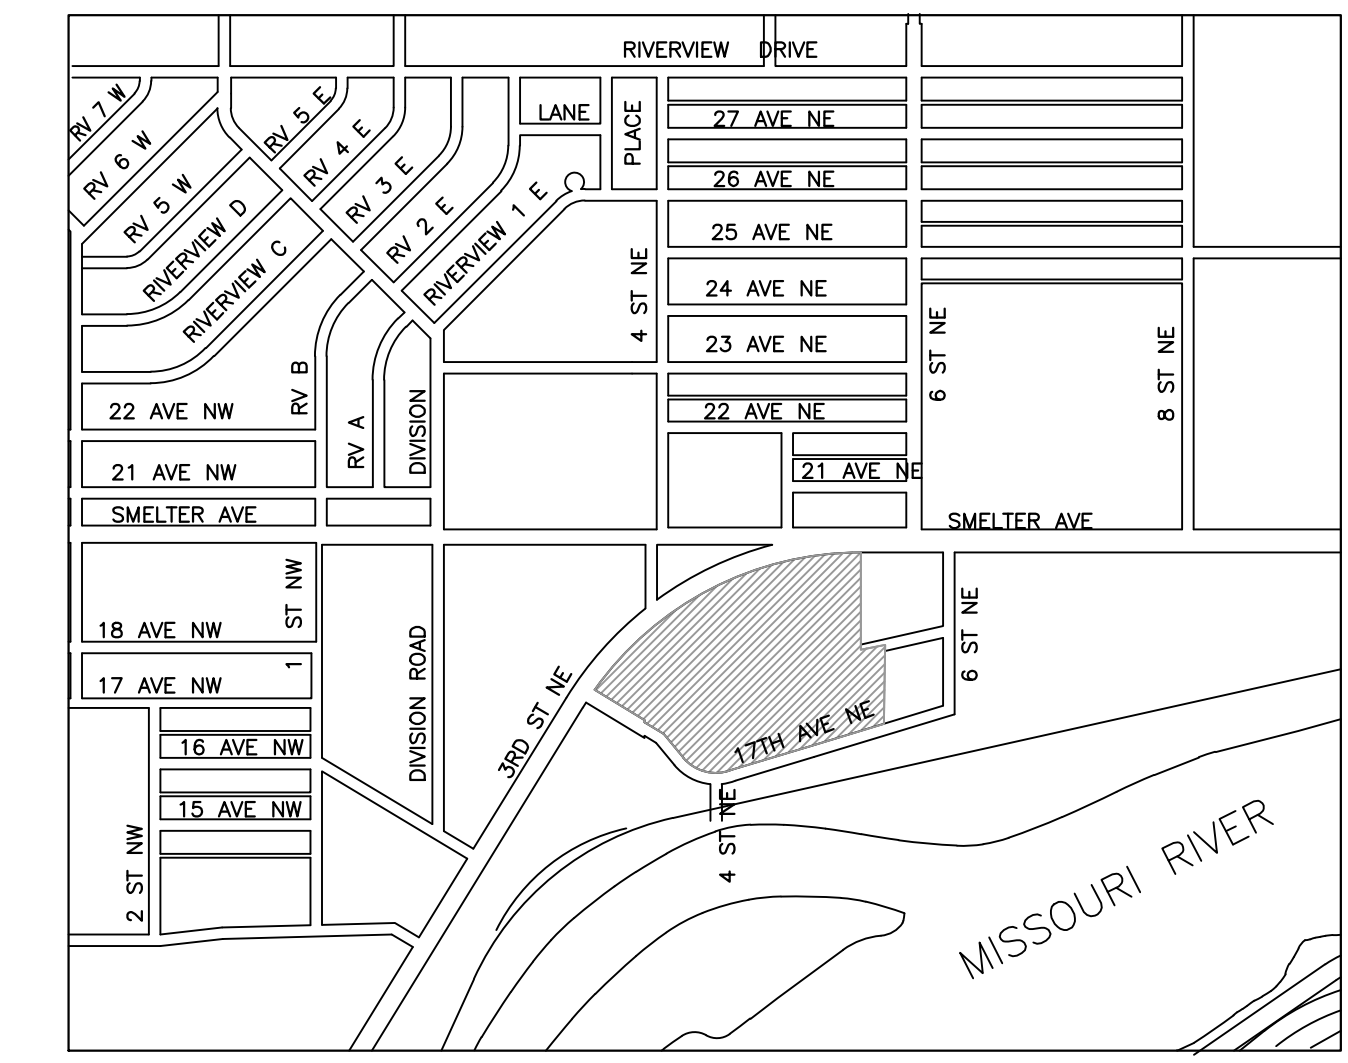 RIVERVIEW DRIVE
RV 7 W
RV 6 W
RV 5 W
RIVERVIEW D
RIVERVIEW C
RV 5 E
RV 4 E
RV 3 E
RV 2 E
RIVERVIEW 1 E
LANE
PLACE
27 AVE NE
26 AVE NE
25 AVE NE
24 AVE NE
23 AVE NE
22 AVE NE
21 AVE NE
4 ST NE
6 ST NE
8 ST NE
RV B
RV A
DIVISION
22 AVE NW
21 AVE NW
SMELTER AVE
SMELTER AVE
18 AVE NW
17 AVE NW
16 AVE NW
15 AVE NW
1 ST NW
2 ST NW
DIVISION ROAD
3RD ST NE
17TH AVE NE
6 ST NE
4 ST NE
MISSOURI RIVER